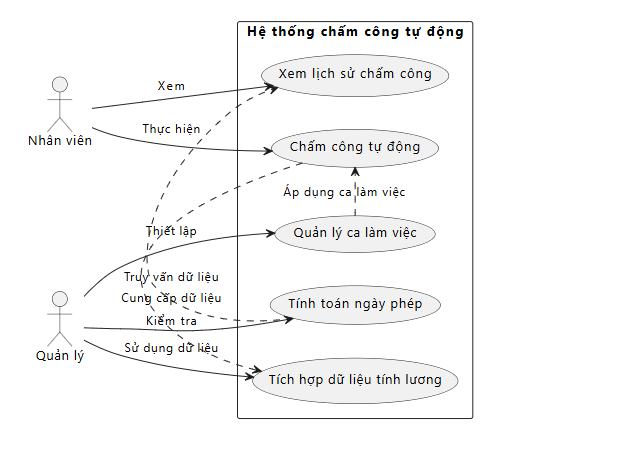 Hệ thống chấm công tự động
Xem lịch sử chấm công
Xem
Nhân viên
Thực hiện
Chấm công tự động
Áp dụng ca làm việc
Thiết lập
Quản lý ca làm việc
Truy vấn dữ liệu
Cung cấp dữ liệu
Tính toán ngày phép
Kiểm tra
Quản lý
Sử dụng dữ liệu
Tích hợp dữ liệu tính lương